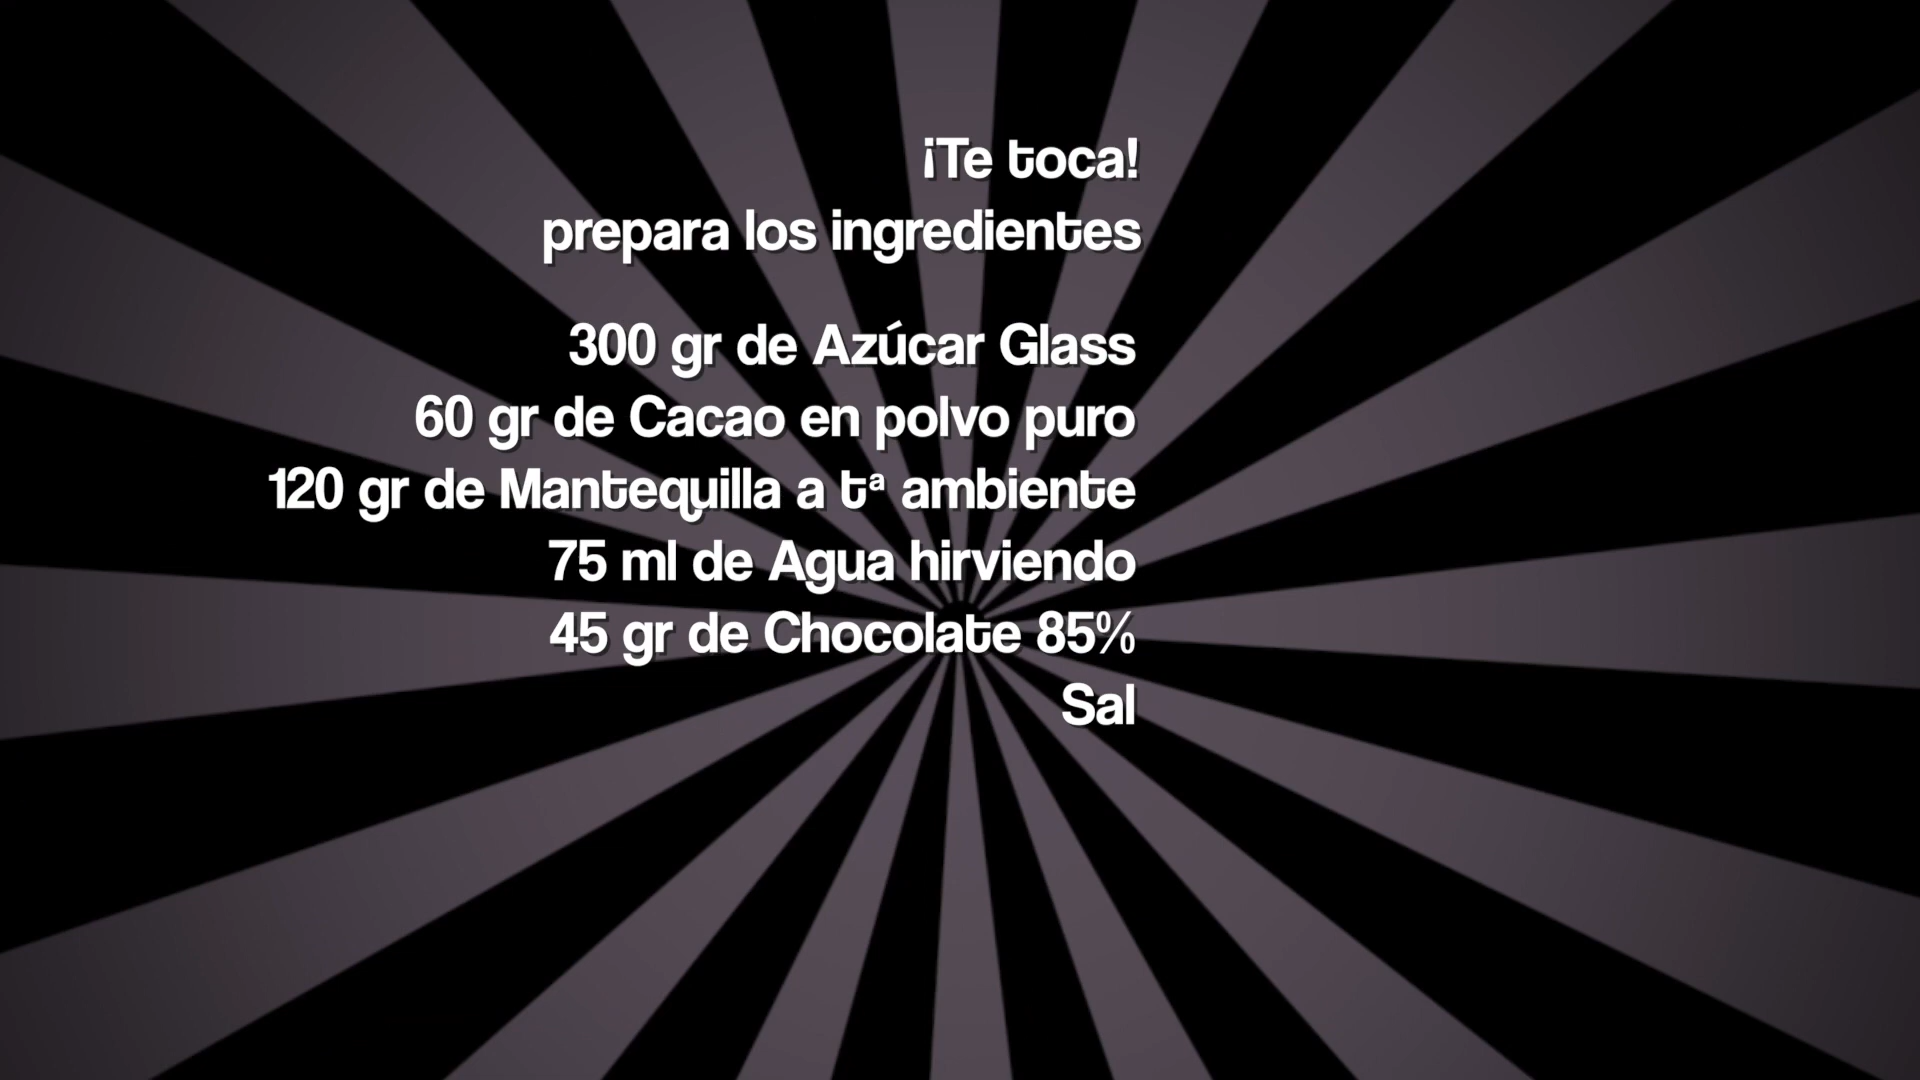 ¡Te toca!
prepara los ingredientes
300 gr de Azúcar Glass
60 gr de Cacao en polvo puro
120 gr de Mantequilla a tª ambiente
75 ml de Agua hirviendo
45 gr de Chocolate 85%
Sal